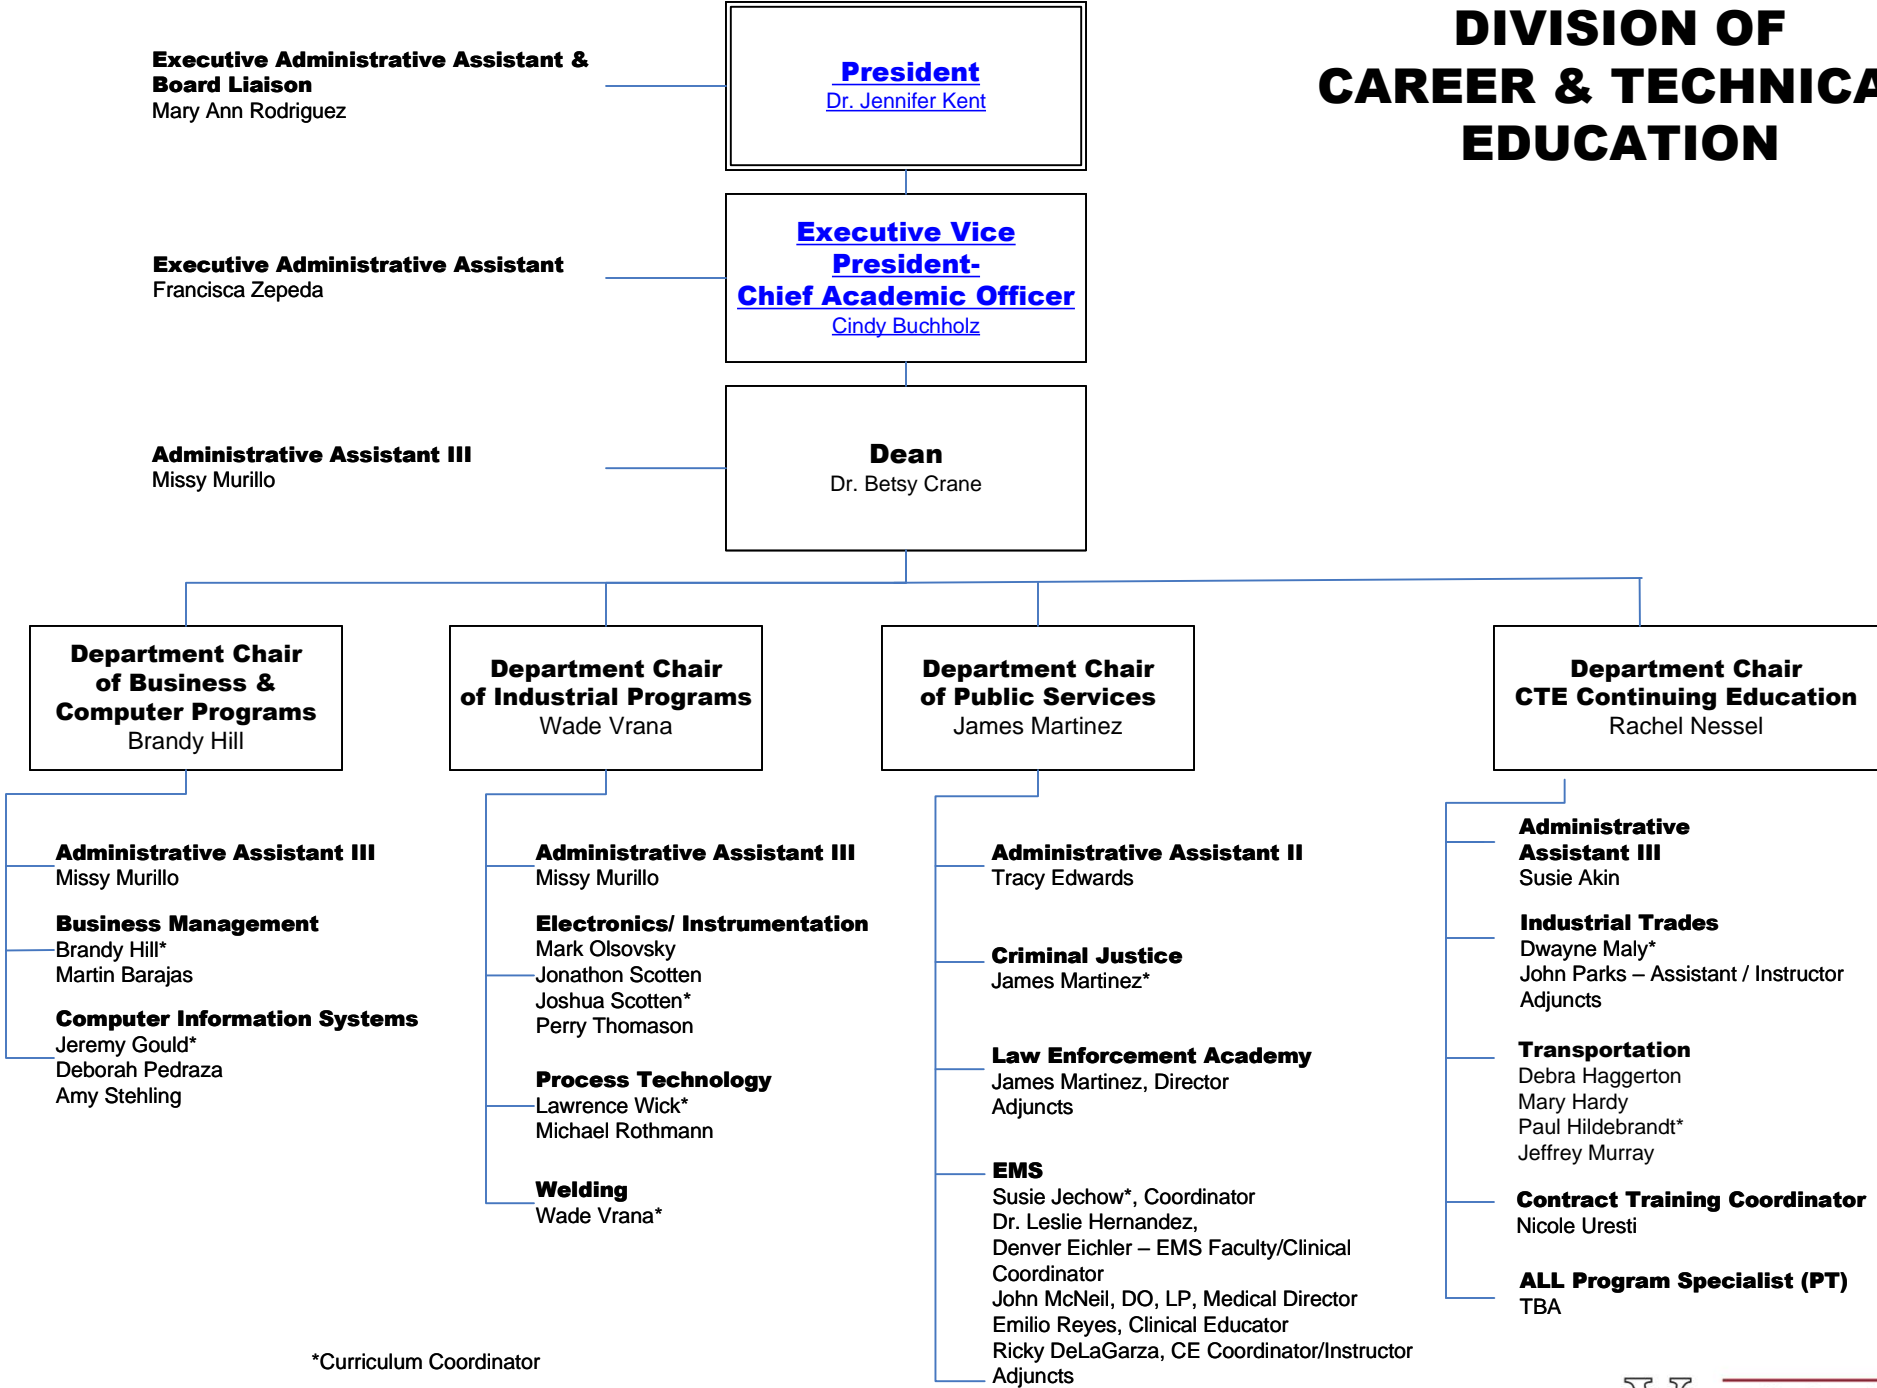 DIVISION OF
CAREER & TECHNICA
EDUCATION
Executive Administrative Assistant &
Board Liaison
Mary Ann Rodriguez
President
Dr. Jennifer Kent
Executive Administrative Assistant
Francisca Zepeda
Executive Vice
President-
Chief Academic Officer
Cindy Buchholz
Administrative Assistant III
Missy Murillo
Dean
Dr. Betsy Crane
Department Chair
of Business &
Computer Programs
Brandy Hill
Administrative Assistant III
Missy Murillo
Business Management
Brandy Hill*
Martin Barajas
Computer Information Systems
Jeremy Gould*
Deborah Pedraza
Amy Stehling
Department Chair
of Industrial Programs
Wade Vrana
Administrative Assistant III
Missy Murillo
Electronics/ Instrumentation
Mark Olsovsky
Jonathon Scotten
Joshua Scotten*
Perry Thomason
Process Technology
Lawrence Wick*
Michael Rothmann
Welding
Wade Vrana*
Department Chair
of Public Services
James Martinez
Administrative Assistant II
Tracy Edwards
Criminal Justice
James Martinez*
Law Enforcement Academy
James Martinez, Director
Adjuncts
EMS
Susie Jechow*, Coordinator
Dr. Leslie Hernandez,
Denver Eichler – EMS Faculty/Clinical
Coordinator
John McNeil, DO, LP, Medical Director
Emilio Reyes, Clinical Educator
Ricky DeLaGarza, CE Coordinator/Instructor
Adjuncts
Department Chair
CTE Continuing Education
Rachel Nessel
Administrative
Assistant III
Susie Akin
Industrial Trades
Dwayne Maly*
John Parks – Assistant / Instructor
Adjuncts
Transportation
Debra Haggerton
Mary Hardy
Paul Hildebrandt*
Jeffrey Murray
Contract Training Coordinator
Nicole Uresti
ALL Program Specialist (PT)
TBA
*Curriculum Coordinator